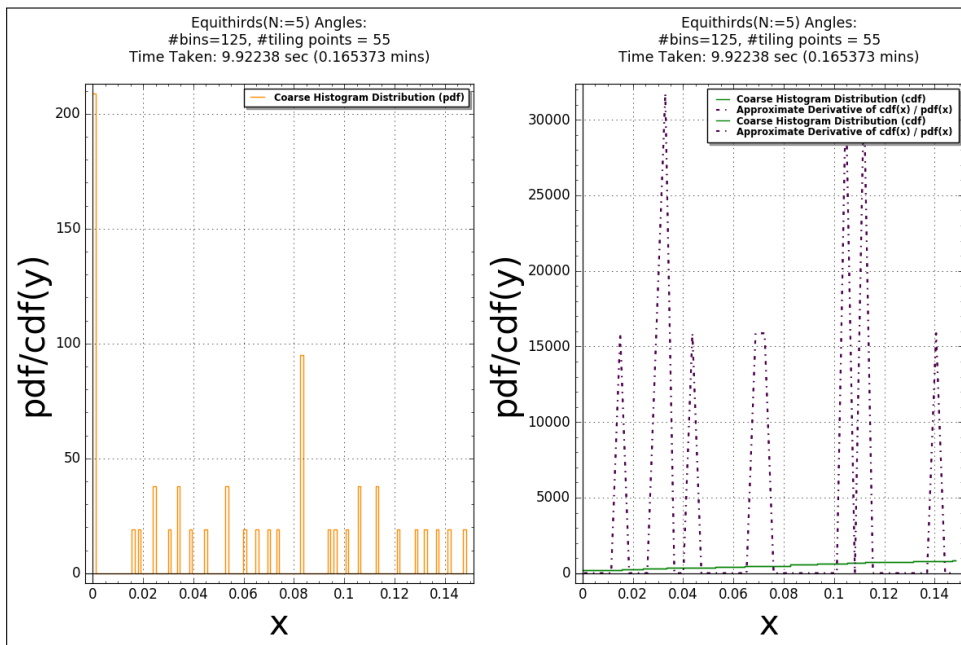 Equithirds(N:=5) Angles:
#bins=125, #tiling points = 55
Time Taken: 9.92238 sec (0.165373 mins)
Coarse Histogram Distribution (pdf)
200
150
100
50
0
pdf/cdf(y)
0
0.02
0.04
0.06
0.08
0.1
0.12
0.14
x
Equithirds(N:=5) Angles:
#bins=125, #tiling points = 55
Time Taken: 9.92238 sec (0.165373 mins)
Coarse Histogram Distribution (cdf)
Approximate Derivative of cdf(x) / pdf(x)
Coarse Histogram Distribution (cdf)
Approximate Derivative of cdf(x) / pdf(x)
30000
25000
20000
15000
10000
5000
0
pdf/cdf(y)
0
0.02
0.04
0.06
0.08
0.1
0.12
0.14
x